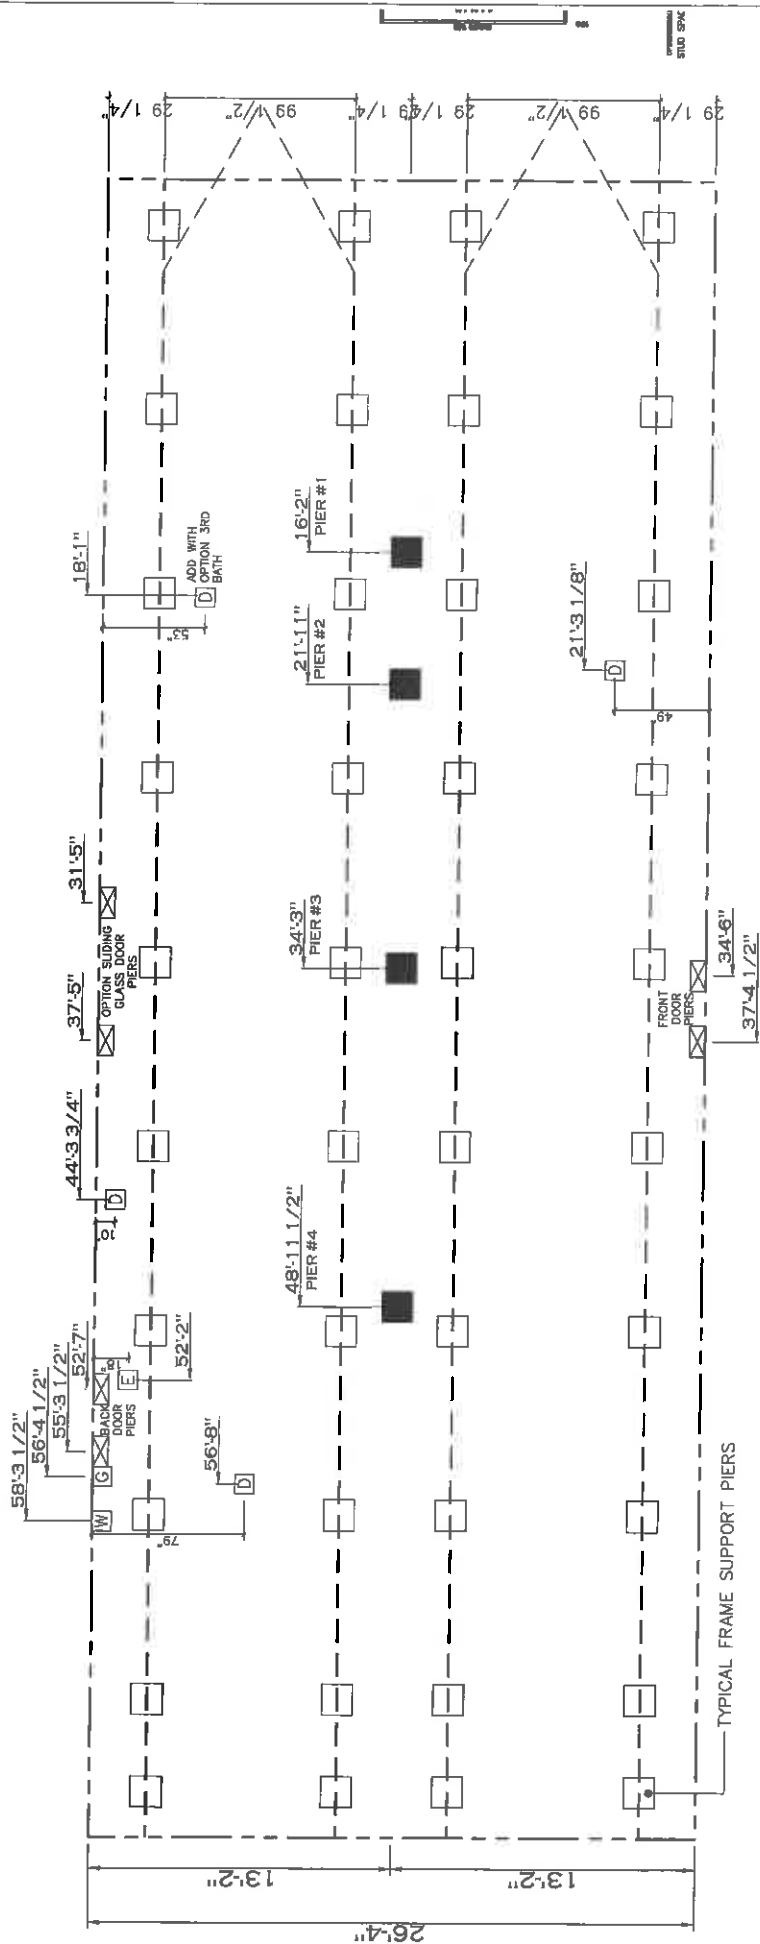 STUD SPAC
29 1/4"
99 1/2"
29 1/4"
29 1/4"
99 1/2"
29 1/4"
18'-1"
ADD WITH
OPTION 3RD
BATH
D
53"
16'-2"
PIER #1
21'-11"
PIER #2
21'-3 1/8"
D
49"
31'-5"
OPTION SLIDING
GLASS DOOR
PIERS
37'-5"
34'-3"
PIER #3
FRONT
DOOR
PIERS
34'-6"
37'-4 1/2"
44'-3 3/4"
D
10"
48'-11 1/2"
PIER #4
52'-7"
55'-3 1/2"
56'-4 1/2"
58'-3 1/2"
BACK
DOOR
PIERS
E
52'-2"
G
W
56'-8"
D
79"
TYPICAL FRAME SUPPORT PIERS
13'-2"
13'-2"
26'-4"